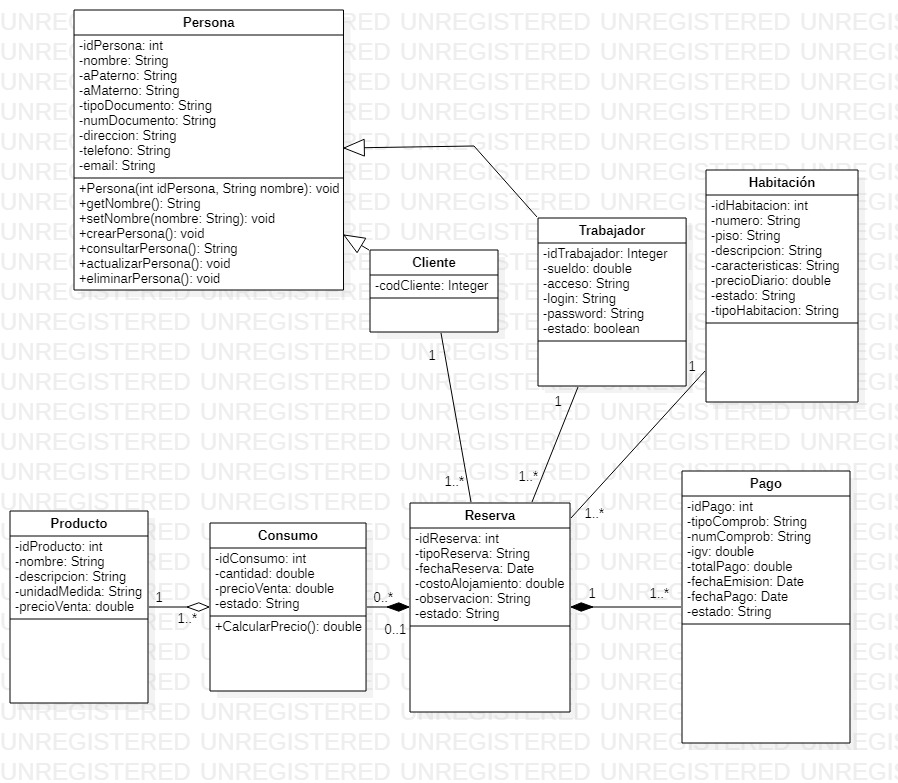 Persona
-idPersona: int
-nombre: String
-aPaterno: String
-aMaterno: String
-tipoDocumento: String
-numDocumento: String
-direccion: String
-telefono: String
-email: String
+Persona(int idPersona, String nombre): void
+getNombre(): String
+setNombre(nombre: String): void
+crearPersona(): void
+consultarPersona(): String
+actualizarPersona(): void
+eliminarPersona(): void
Cliente
-codCliente: Integer
Trabajador
-idTrabajador: Integer
-sueldo: double
-acceso: String
-login: String
-password: String
-estado: boolean
Habitación
-idHabitacion: int
-numero: String
-piso: String
-descripcion: String
-caracteristicas: String
-precioDiario: double
-estado: String
-tipoHabitacion: String
1
1
1
1..*
1..*
1..*
Producto
-idProducto: int
-nombre: String
-descripcion: String
-unidadMedida: String
-precioVenta: double
1
1..*
Consumo
-idConsumo: int
-cantidad: double
-precioVenta: double
-estado: String
+CalcularPrecio(): double
0..*
0..1
Reserva
-idReserva: int
-tipoReserva: String
-fechaReserva: Date
-costoAlojamiento: double
-observacion: String
-estado: String
1
1..*
Pago
-idPago: int
-tipoComprob: String
-numComprob: String
-igv: double
-totalPago: double
-fechaEmision: Date
-fechaPago: Date
-estado: String
UNREGISTERED